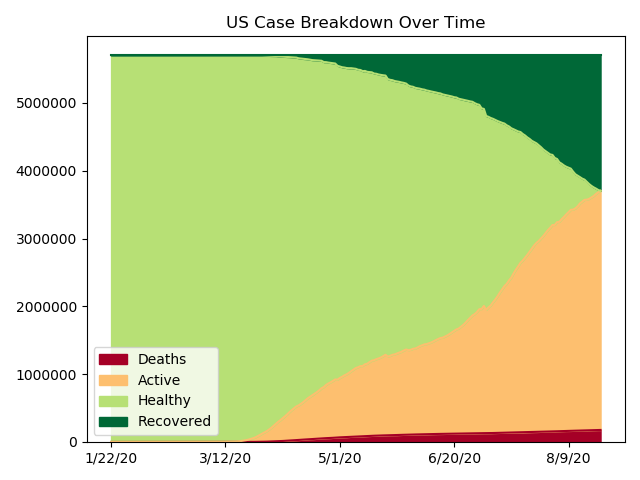 US Case Breakdown Over Time
5000000
4000000
3000000
2000000
1000000
0
Deaths
Active
Healthy
Recovered
1/22/20 3/12/20 5/1/20 6/20/20 8/9/20